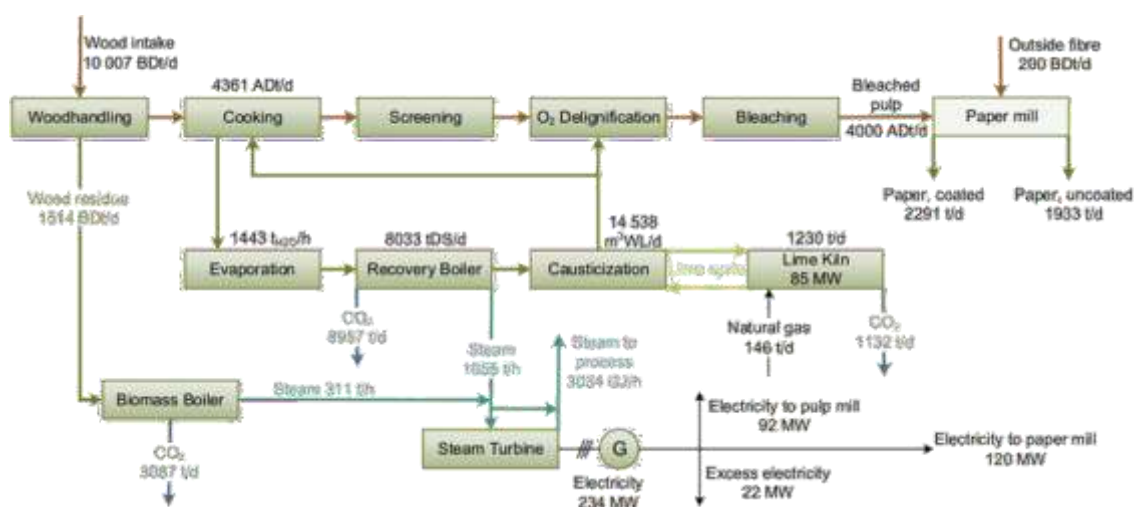 Wood intake
10 007 BDt/d
Outside fibre
200 BDt/d
4361 ADt/d
Bleached
pulp
4000 ADt/d
Woodhandling
Cooking
Screening
O₂ Delignification
Bleaching
Paper mill
Wood residue
1514 BDt/d
Paper, coated
2291 t/d
Paper, uncoated
1933 t/d
1443 tH2O/h
8033 tDS/d
14 538
m³WL/d
1230 t/d
Evaporation
Recovery Boiler
Causticization
Lime cycle
Lime Kiln
85 MW
CO₂
8957 t/d
Steam
1655 t/h
Steam to
process
3034 GJ/h
Natural gas
146 t/d
CO₂
1132 t/d
Biomass Boiler
Steam 311 t/h
CO₂
3087 t/d
Steam Turbine
G
Electricity
234 MW
Electricity to pulp mill
92 MW
Excess electricity
22 MW
Electricity to paper mill
120 MW